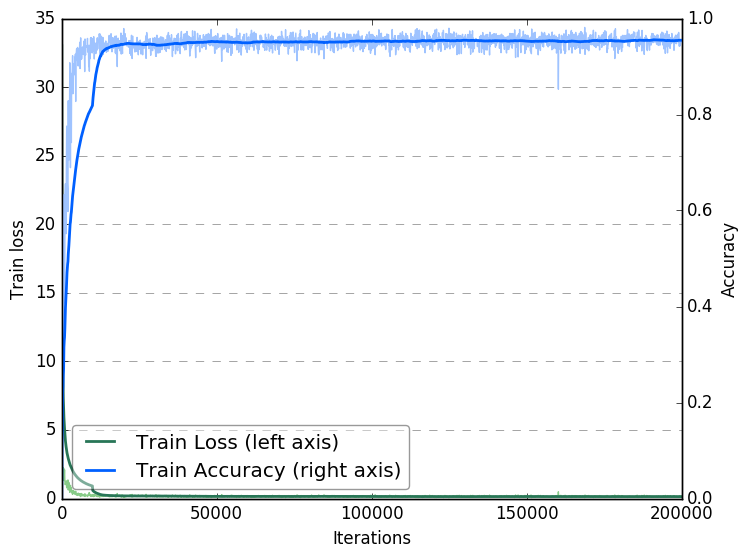 35
30
25
20
15
10
5
0
Train loss
1.0
0.8
0.6
0.4
0.2
0.0
Accuracy
Train Loss (left axis)
Train Accuracy (right axis)
0 50000 100000 150000 200000
Iterations